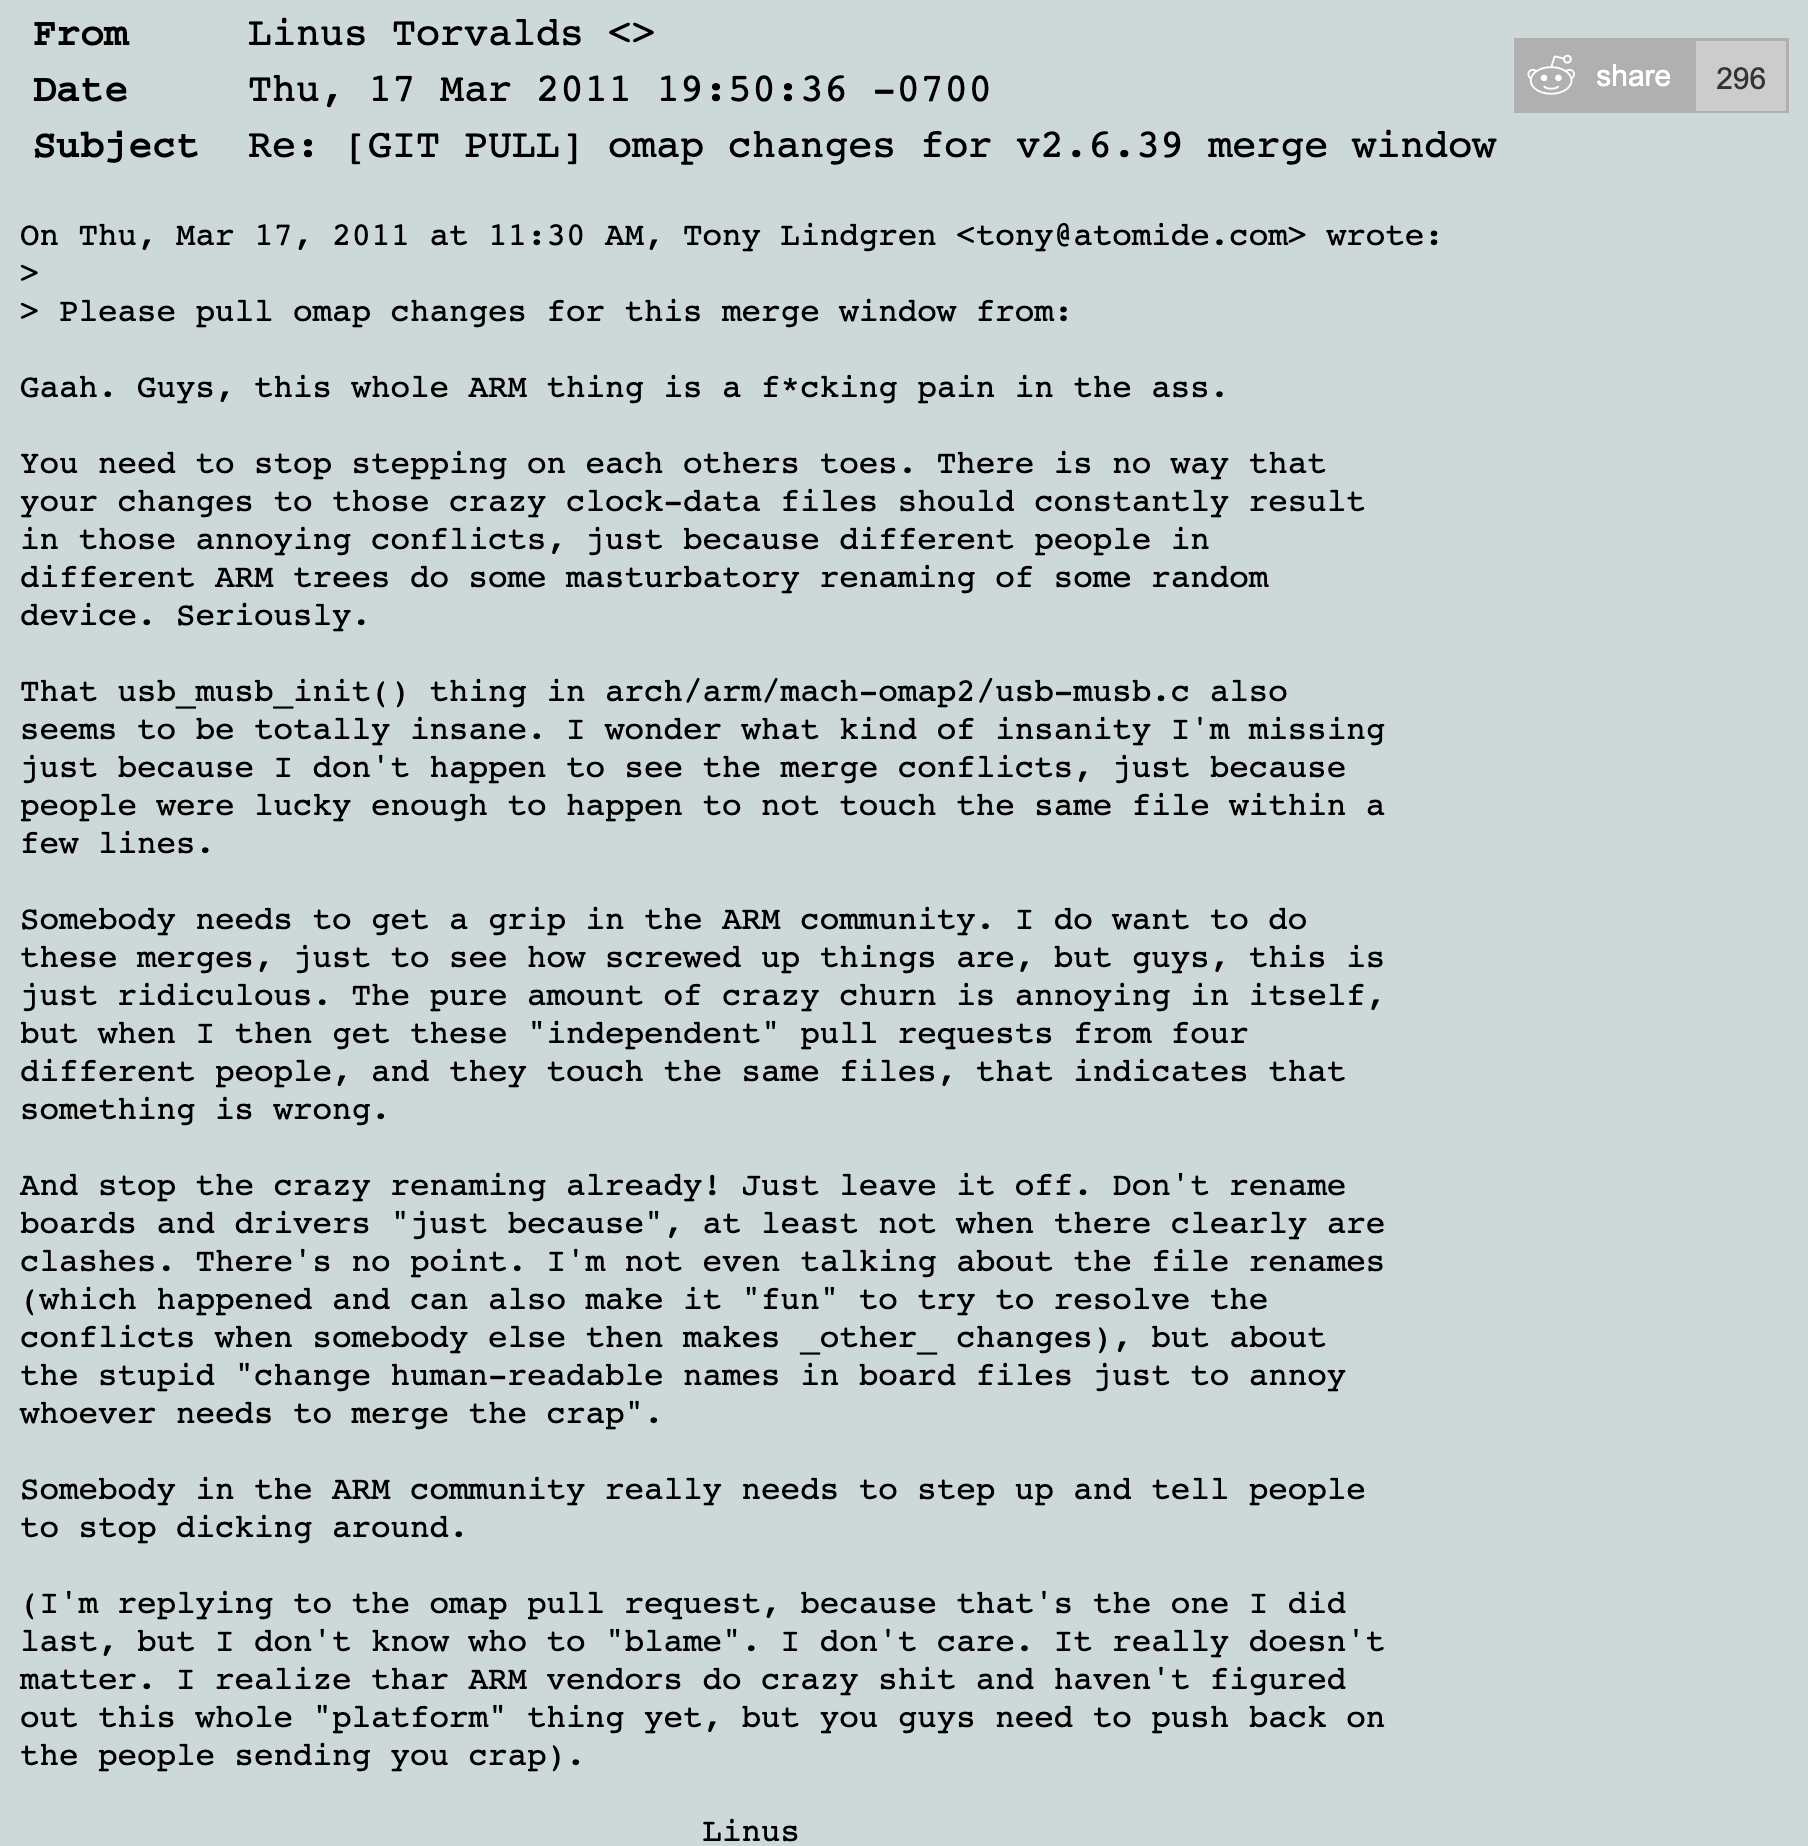 From Linus Torvalds <>
Date Thu, 17 Mar 2011 19:50:36 -0700
share 296
Subject Re: [GIT PULL] omap changes for v2.6.39 merge window
On Thu, Mar 17, 2011 at 11:30 AM, Tony Lindgren <tony@atomide.com> wrote:
>
> Please pull omap changes for this merge window from:
Gaah. Guys, this whole ARM thing is a f*cking pain in the ass.
You need to stop stepping on each others toes. There is no way that
your changes to those crazy clock-data files should constantly result
in those annoying conflicts, just because different people in
different ARM trees do some masturbatory renaming of some random
device. Seriously.
That usb_musb_init() thing in arch/arm/mach-omap2/usb-musb.c also
seems to be totally insane. I wonder what kind of insanity I'm missing
just because I don't happen to see the merge conflicts, just because
people were lucky enough to happen to not touch the same file within a
few lines.
Somebody needs to get a grip in the ARM community. I do want to do
these merges, just to see how screwed up things are, but guys, this is
just ridiculous. The pure amount of crazy churn is annoying in itself,
but when I then get these "independent" pull requests from four
different people, and they touch the same files, that indicates that
something is wrong.
And stop the crazy renaming already! Just leave it off. Don't rename
boards and drivers "just because", at least not when there clearly are
clashes. There's no point. I'm not even talking about the file renames
(which happened and can also make it "fun" to try to resolve the
conflicts when somebody else then makes _other_ changes), but about
the stupid "change human-readable names in board files just to annoy
whoever needs to merge the crap".
Somebody in the ARM community really needs to step up and tell people
to stop dicking around.
(I'm replying to the omap pull request, because that's the one I did
last, but I don't know who to "blame". I don't care. It really doesn't
matter. I realize thar ARM vendors do crazy shit and haven't figured
out this whole "platform" thing yet, but you guys need to push back on
the people sending you crap).
Linus